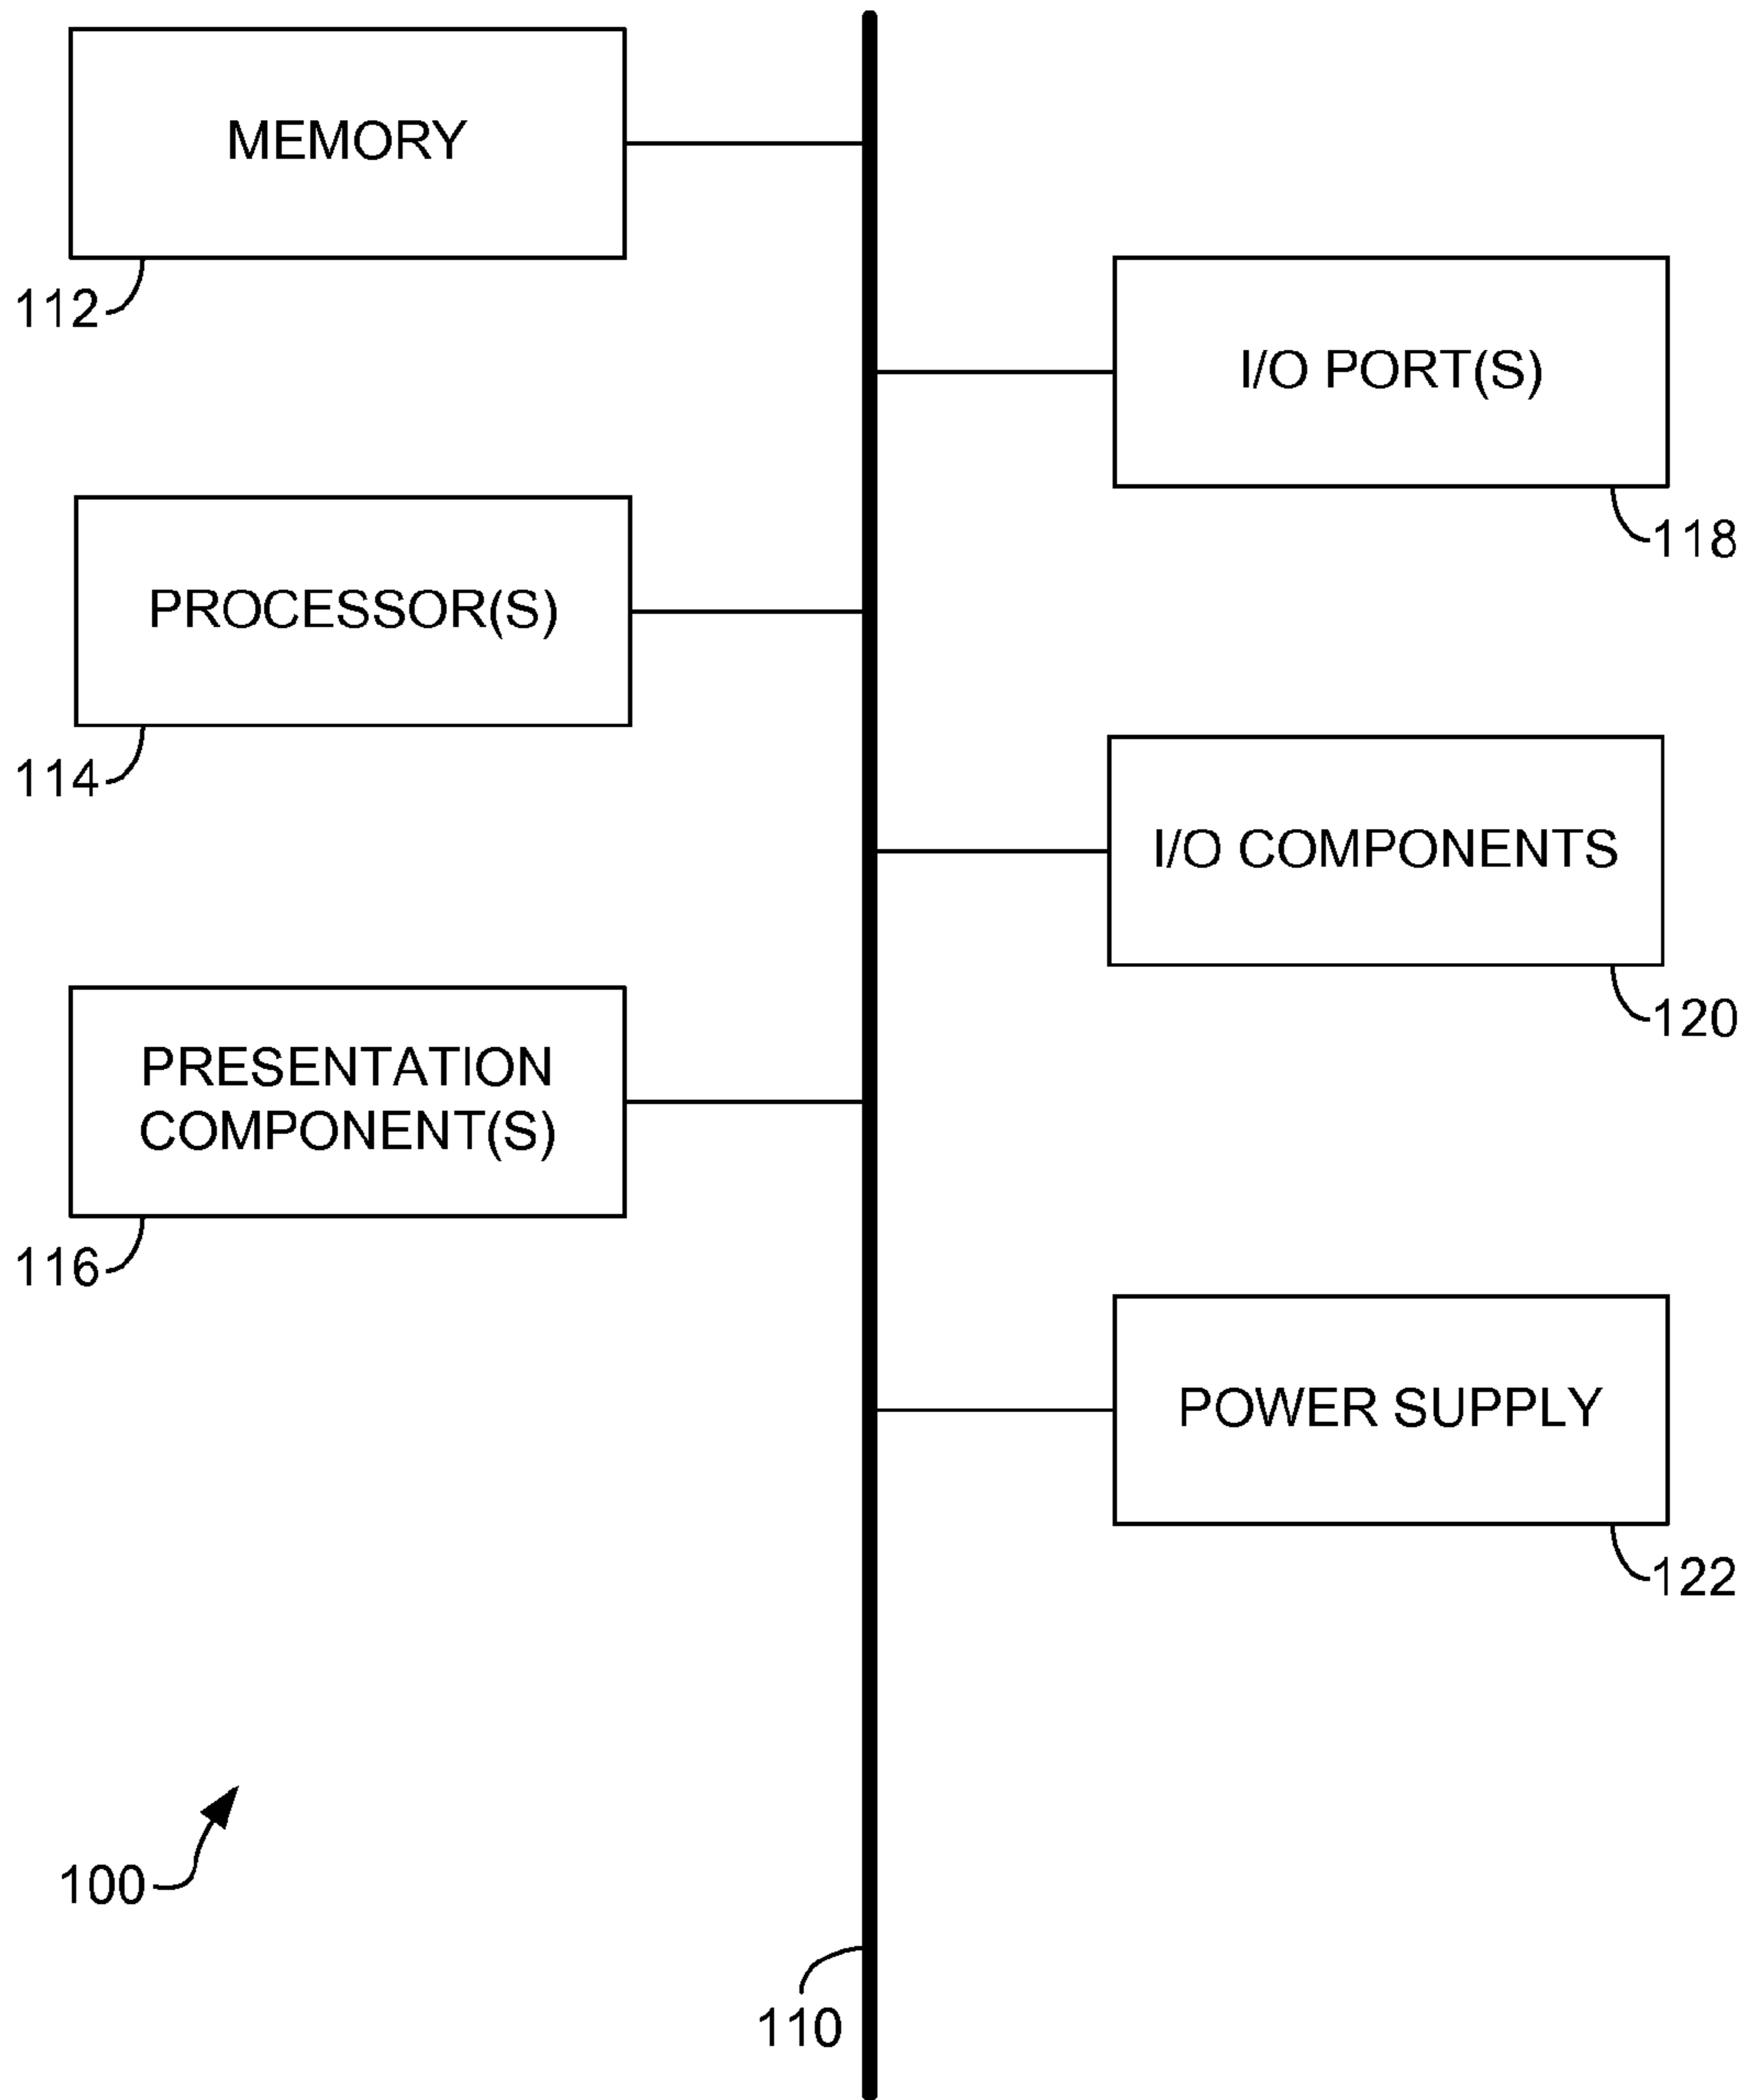 MEMORY
112
I/O PORT(S)
118
PROCESSOR(S)
114
I/O COMPONENTS
120
PRESENTATION
COMPONENT(S)
116
POWER SUPPLY
122
100
110